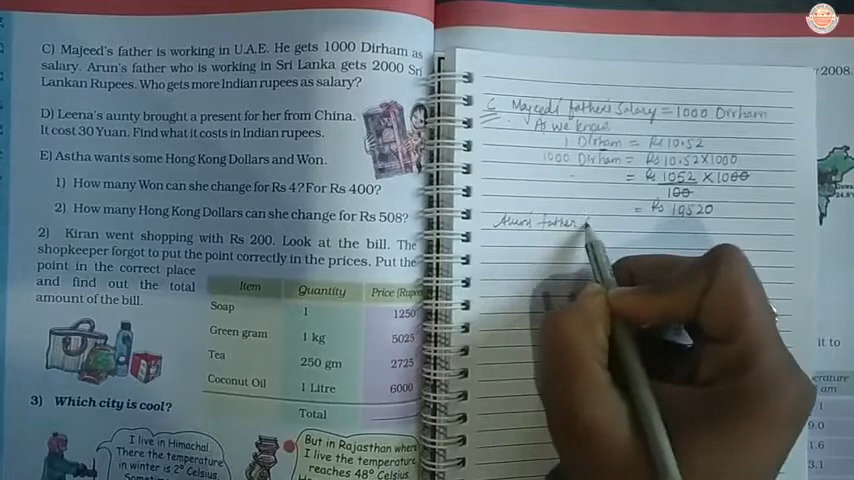 C) Majeed's father is working in U.A.E. He gets 1000 Dirham as
salary. Arun's father who is working in Sri Lanka gets 2000 Sri
Lankan Rupees. Who gets more Indian rupees as salary?
D) Leena's aunty brought a present for her from China.
It cost 30 Yuan. Find what it costs in Indian rupees.
E) Astha wants some Hong Kong Dollars and Won.
1) How many Won can she change for Rs 4? For Rs 400?
2) How many Hong Kong Dollars can she change for Rs 508?
2) Kiran went shopping with Rs 200. Look at the bill. The
shopkeeper forgot to put the point correctly in the prices. Put the
point in the correct place
and find out the total
amount of the bill.
Item Quantity Price (Rupee
Soap 1 1250
Green gram 1 kg 5025
Tea 250 gm 2725
Coconut Oil 1 Litre 6000
Total
3) Which city is cool?
I live in Himachal.
There the temperature
in winter is 2° Celsius.
But in Rajasthan where
I live the temperature
reaches 48° Celsius.
C Majeed's father's Salary = 1000 Dirham
As we know
1 Dirham = Rs 10.52
1000 Dirham = Rs 10.52 x 1000
= Rs 1052 x 1000
100
= Rs 10520
Arun's father
2008.
it to
9.0
1.6
3.1